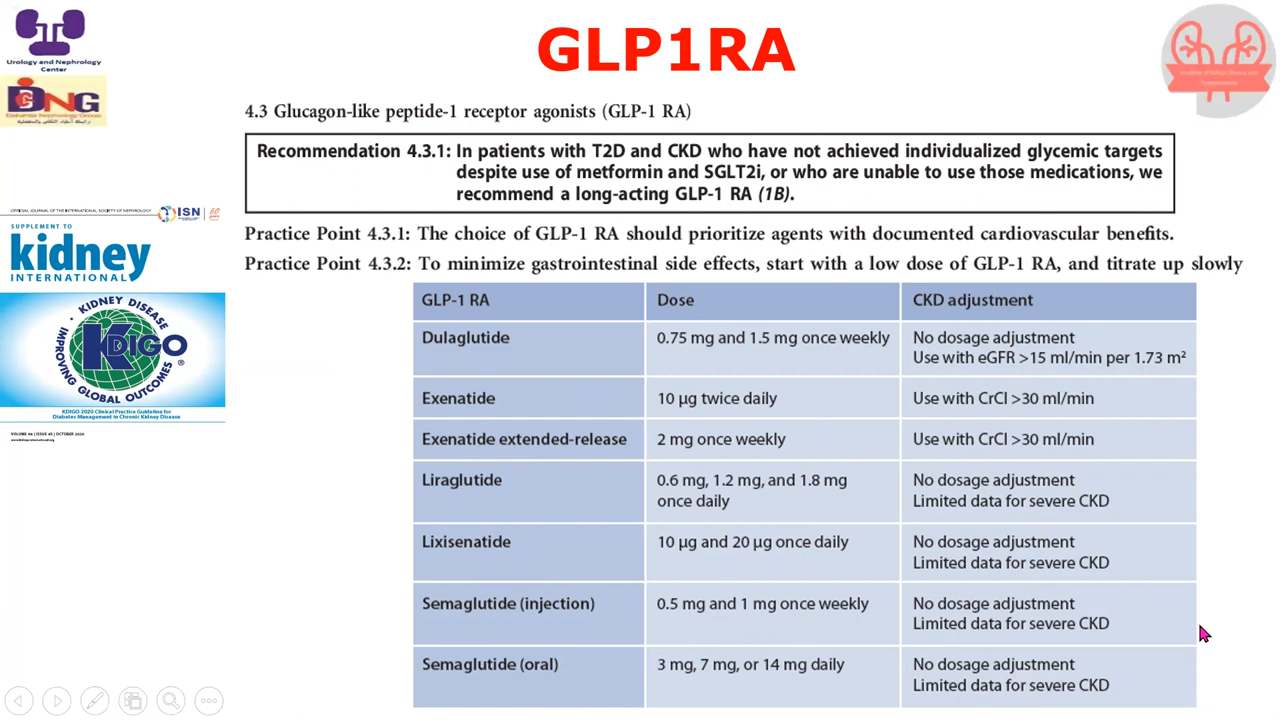 GLP1RA
Urology and Nephrology
Center
4.3 Glucagon-like peptide-1 receptor agonists (GLP-1 RA)
Recommendation 4.3.1: In patients with T2D and CKD who have not achieved individualized glycemic targets
despite use of metformin and SGLT2i, or who are unable to use those medications, we
recommend a long-acting GLP-1 RA (1B).
Practice Point 4.3.1: The choice of GLP-1 RA should prioritize agents with documented cardiovascular benefits.
Practice Point 4.3.2: To minimize gastrointestinal side effects, start with a low dose of GLP-1 RA, and titrate up slowly
OFFICIAL JOURNAL OF THE INTERNATIONAL SOCIETY OF NEPHROLOGY
ISN
SUPPLEMENT TO
kidney
INTERNATIONAL
KIDNEY DISEASE
KDIGO
IMPROVING GLOBAL OUTCOMES
®
KDIGO 2020 Clinical Practice Guideline for
Diabetes Management in Chronic Kidney Disease
VOLUME 98 | ISSUE 4S | OCTOBER 2020
www.kidney-international.org
GLP-1 RA Dose CKD adjustment
Dulaglutide 0.75 mg and 1.5 mg once weekly No dosage adjustment
Use with eGFR >15 ml/min per 1.73 m²
Exenatide 10 µg twice daily Use with CrCl >30 ml/min
Exenatide extended-release 2 mg once weekly Use with CrCl >30 ml/min
Liraglutide 0.6 mg, 1.2 mg, and 1.8 mg No dosage adjustment
once daily Limited data for severe CKD
Lixisenatide 10 µg and 20 µg once daily No dosage adjustment
Limited data for severe CKD
Semaglutide (injection) 0.5 mg and 1 mg once weekly No dosage adjustment
Limited data for severe CKD
Semaglutide (oral) 3 mg, 7 mg, or 14 mg daily No dosage adjustment
Limited data for severe CKD